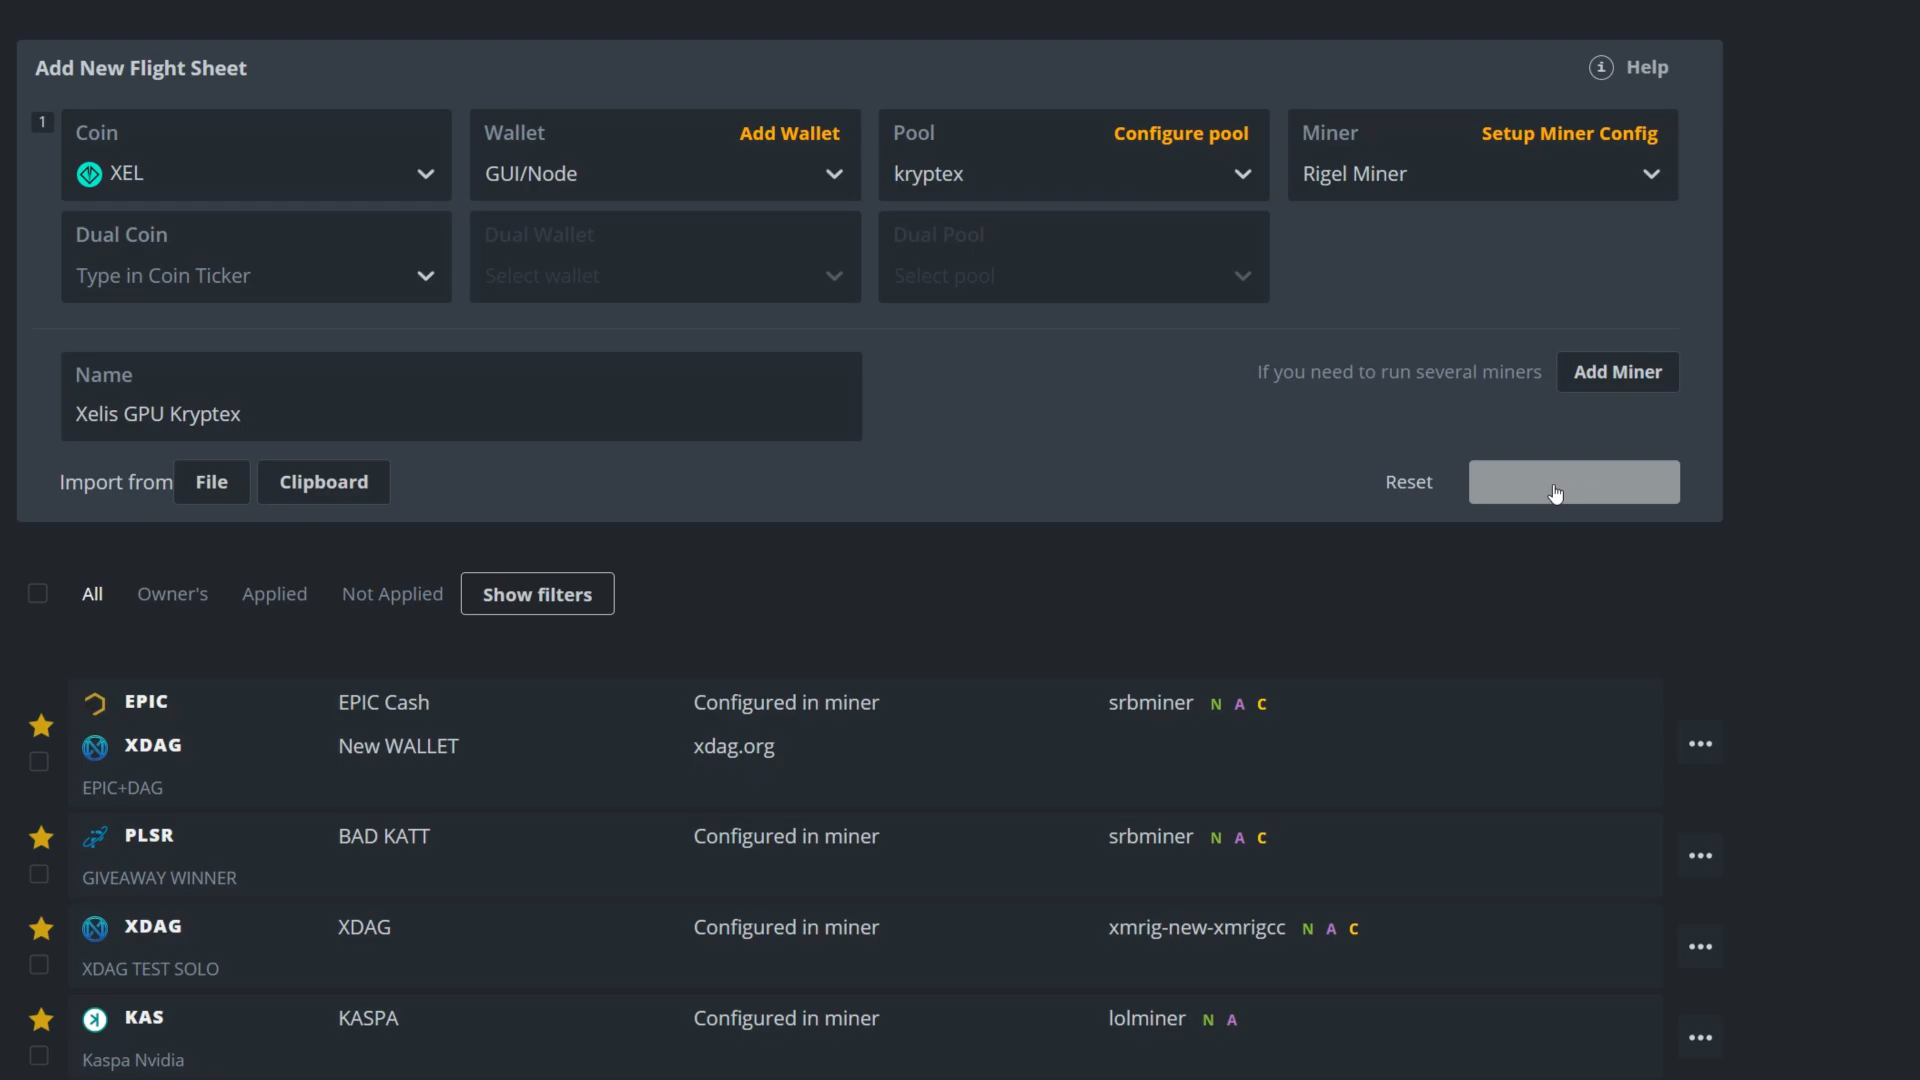 Add New Flight Sheet
Help
1
Coin
Wallet Add Wallet
Pool Configure pool
Miner Setup Miner Config
XEL
GUI/Node
kryptex
Rigel Miner
Dual Coin
Dual Wallet
Dual Pool
Type in Coin Ticker
Select wallet
Select pool
Name
Xelis GPU Kryptex
If you need to run several miners Add Miner
Import from File Clipboard
Reset
All Owner's Applied Not Applied Show filters
EPIC EPIC Cash Configured in miner srbminer N A C
XDAG New WALLET xdag.org
EPIC+DAG
PLSR BAD KATT Configured in miner srbminer N A C
GIVEAWAY WINNER
XDAG XDAG Configured in miner xmrig-new-xmrigcc N A C
XDAG TEST SOLO
KAS KASPA Configured in miner lolminer N A
Kaspa Nvidia